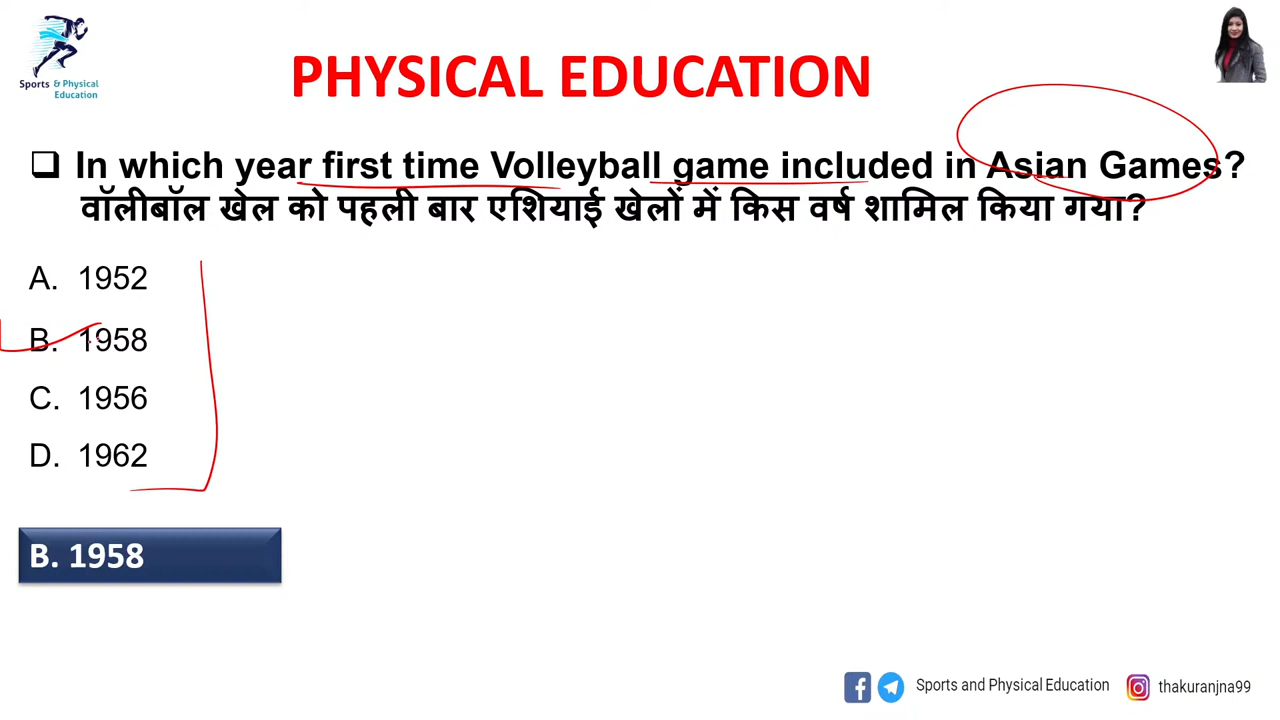 Sports & Physical
Education
PHYSICAL EDUCATION
In which year first time Volleyball game included in Asian Games?
वॉलीबॉल खेल को पहली बार एशियाई खेलों में किस वर्ष शामिल किया गया?
A. 1952
B. 1958
C. 1956
D. 1962
B. 1958
Sports and Physical Education thakuranjna99